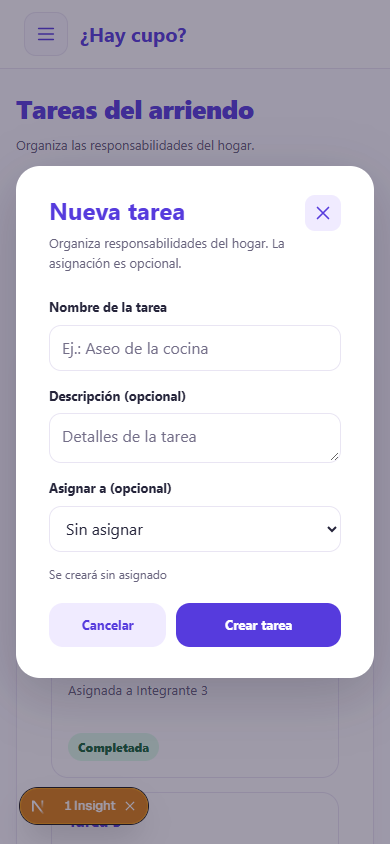 ¿Hay cupo?
Tareas del arriendo
Organiza las responsabilidades del hogar.
Nueva tarea
Organiza responsabilidades del hogar. La
asignación es opcional.
Nombre de la tarea
Ej.: Aseo de la cocina
Descripción (opcional)
Detalles de la tarea
Asignar a (opcional)
Sin asignar
Se creará sin asignado
Cancelar
Crear tarea
Asignada a Integrante 3
Completada
N
1 Insight